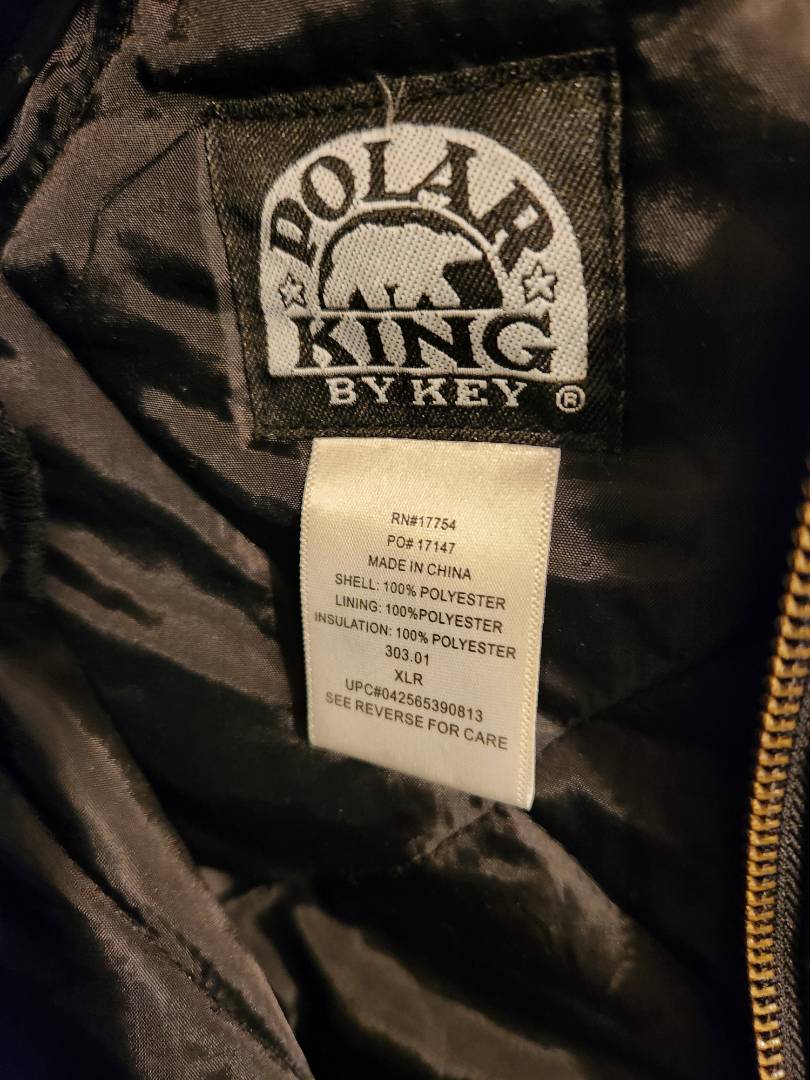 POLAR
KING
BY KEY ®
RN#17754
PO# 17147
MADE IN CHINA
SHELL: 100% POLYESTER
LINING: 100%POLYESTER
INSULATION: 100% POLYESTER
303.01
XLR
UPC#042565390813
SEE REVERSE FOR CARE